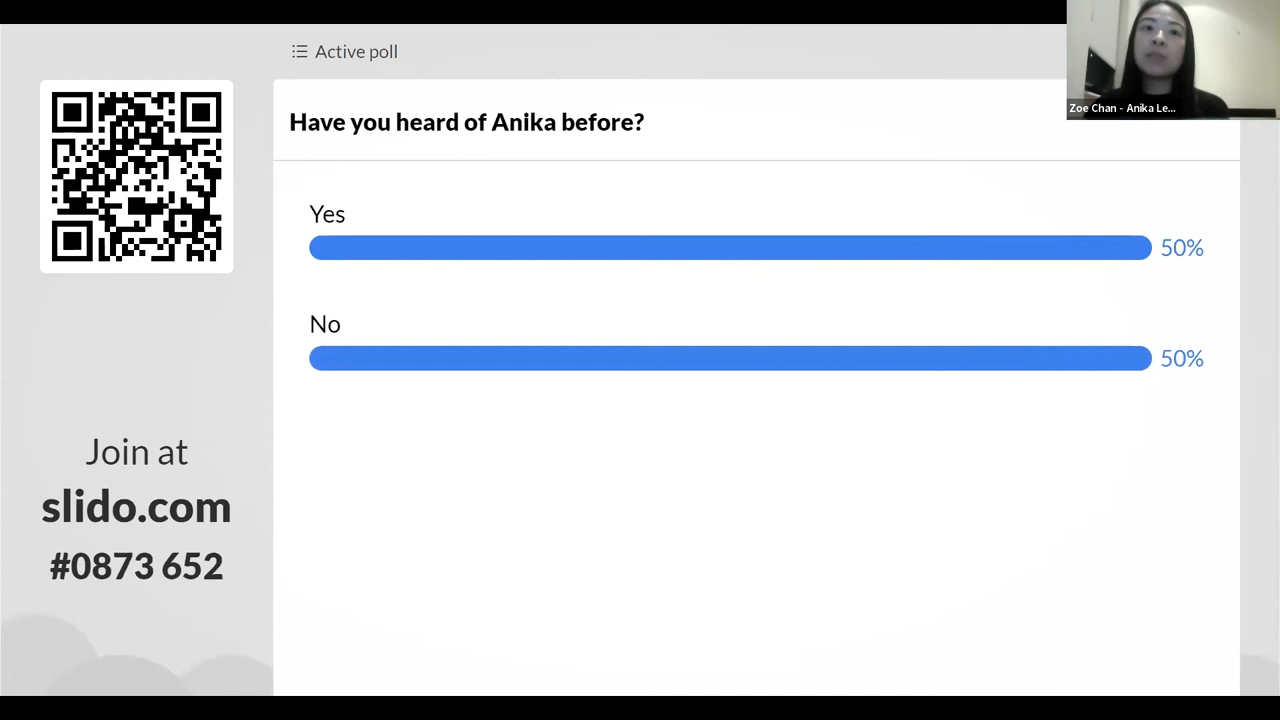 Active poll
Zoe Chan - Anika Le...
Have you heard of Anika before?
Yes
50%
No
50%
Join at
slido.com
#0873 652